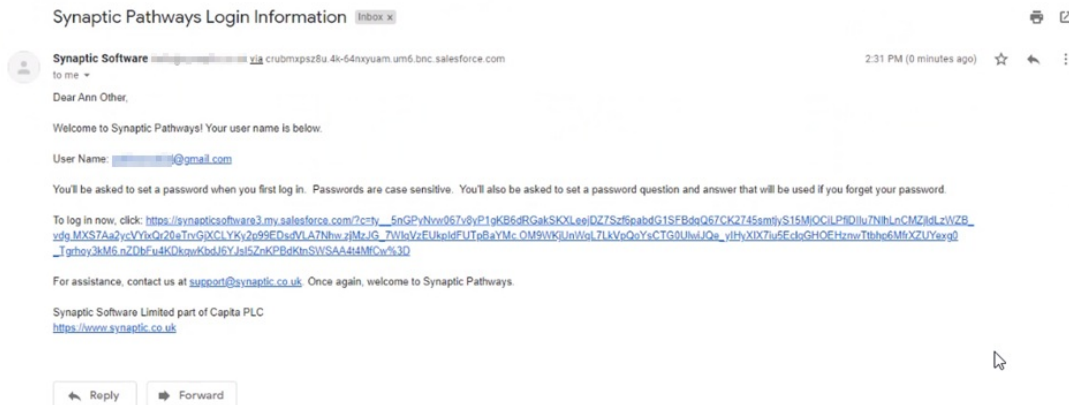 Synaptic Pathways Login Information Inbox x
Synaptic Software via crubmxpsz8u.4k-64nxyuam.um6.bnc.salesforce.com 2:31 PM (0 minutes ago)
to me
Dear Ann Other,
Welcome to Synaptic Pathways! Your user name is below.
User Name: @gmail.com
You'll be asked to set a password when you first log in. Passwords are case sensitive. You'll also be asked to set a password question and answer that will be used if you forget your password.
To log in now, click:
For assistance, contact us at support@synaptic.co.uk. Once again, welcome to Synaptic Pathways.
Synaptic Software Limited part of Capita PLC
https://www.synaptic.co.uk
Reply Forward